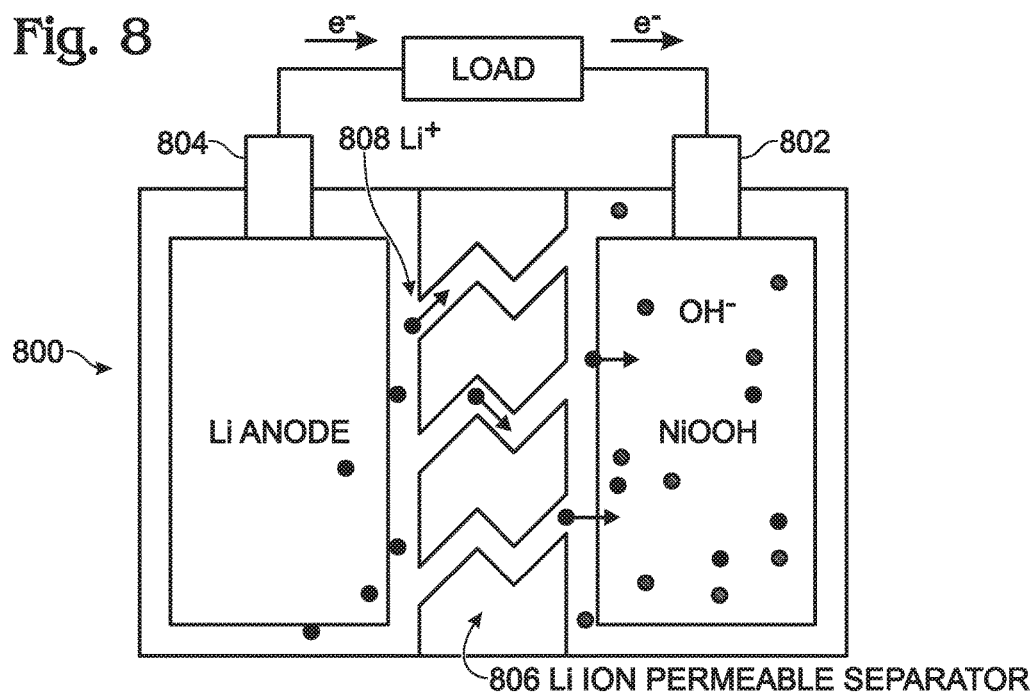 Fig. 8
e⁻ e⁻
LOAD
804
808 Li⁺
802
800
OH⁻
Li ANODE
NiOOH
806 Li ION PERMEABLE SEPARATOR